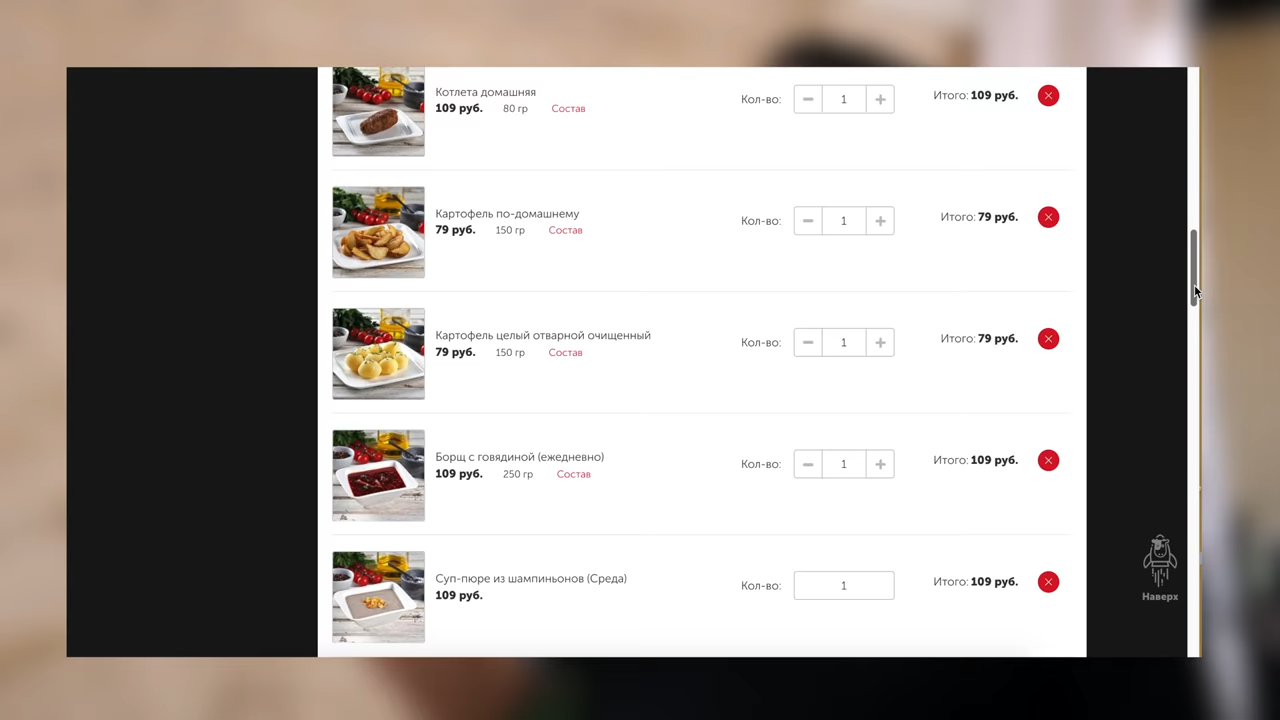 Котлета домашняя
109 руб. 80 гр Состав
Кол-во: 1
Итого: 109 руб.
Картофель по-домашнему
79 руб. 150 гр Состав
Кол-во: 1
Итого: 79 руб.
Картофель целый отварной очищенный
79 руб. 150 гр Состав
Кол-во: 1
Итого: 79 руб.
Борщ с говядиной (ежедневно)
109 руб. 250 гр Состав
Кол-во: 1
Итого: 109 руб.
Суп-пюре из шампиньонов (Среда)
109 руб.
Кол-во: 1
Итого: 109 руб.
Наверх